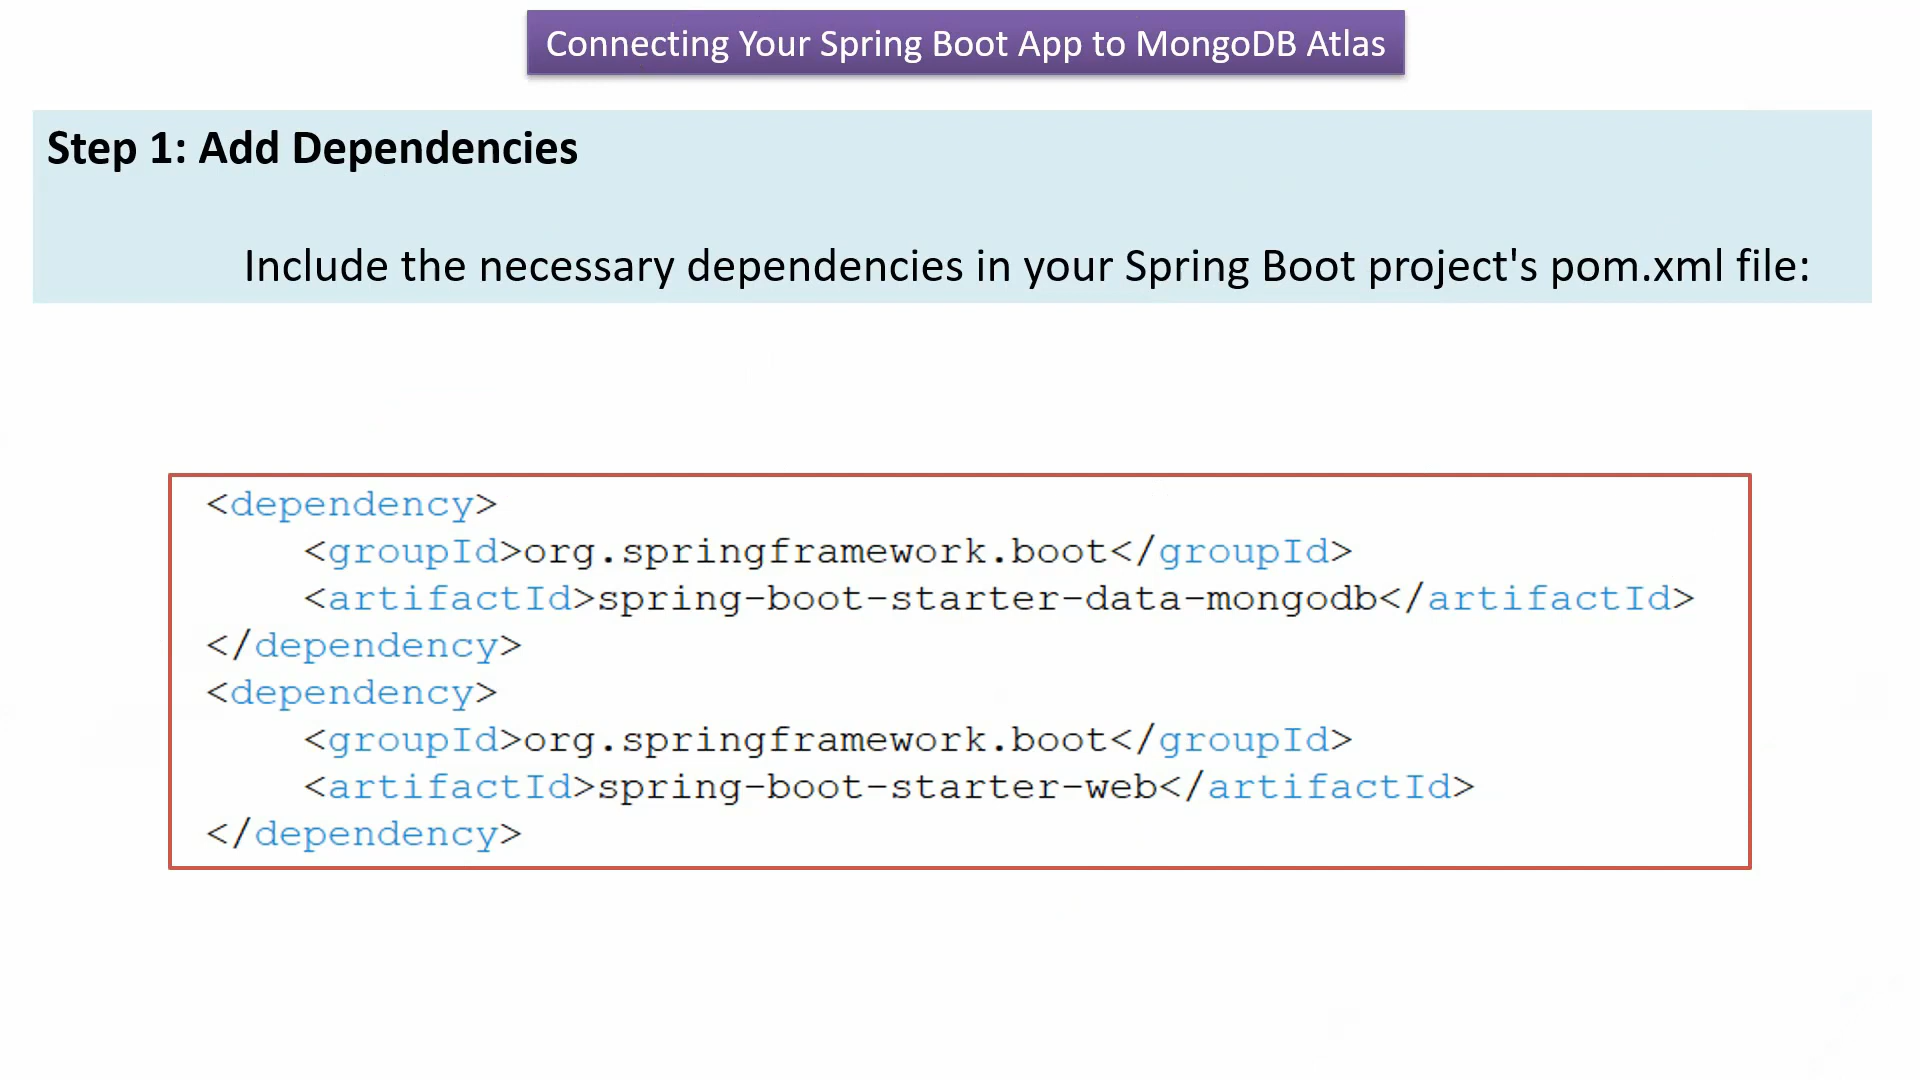 Connecting Your Spring Boot App to MongoDB Atlas
Step 1: Add Dependencies
Include the necessary dependencies in your Spring Boot project's pom.xml file:
<dependency>
    <groupId>org.springframework.boot</groupId>
    <artifactId>spring-boot-starter-data-mongodb</artifactId>
</dependency>
<dependency>
    <groupId>org.springframework.boot</groupId>
    <artifactId>spring-boot-starter-web</artifactId>
</dependency>